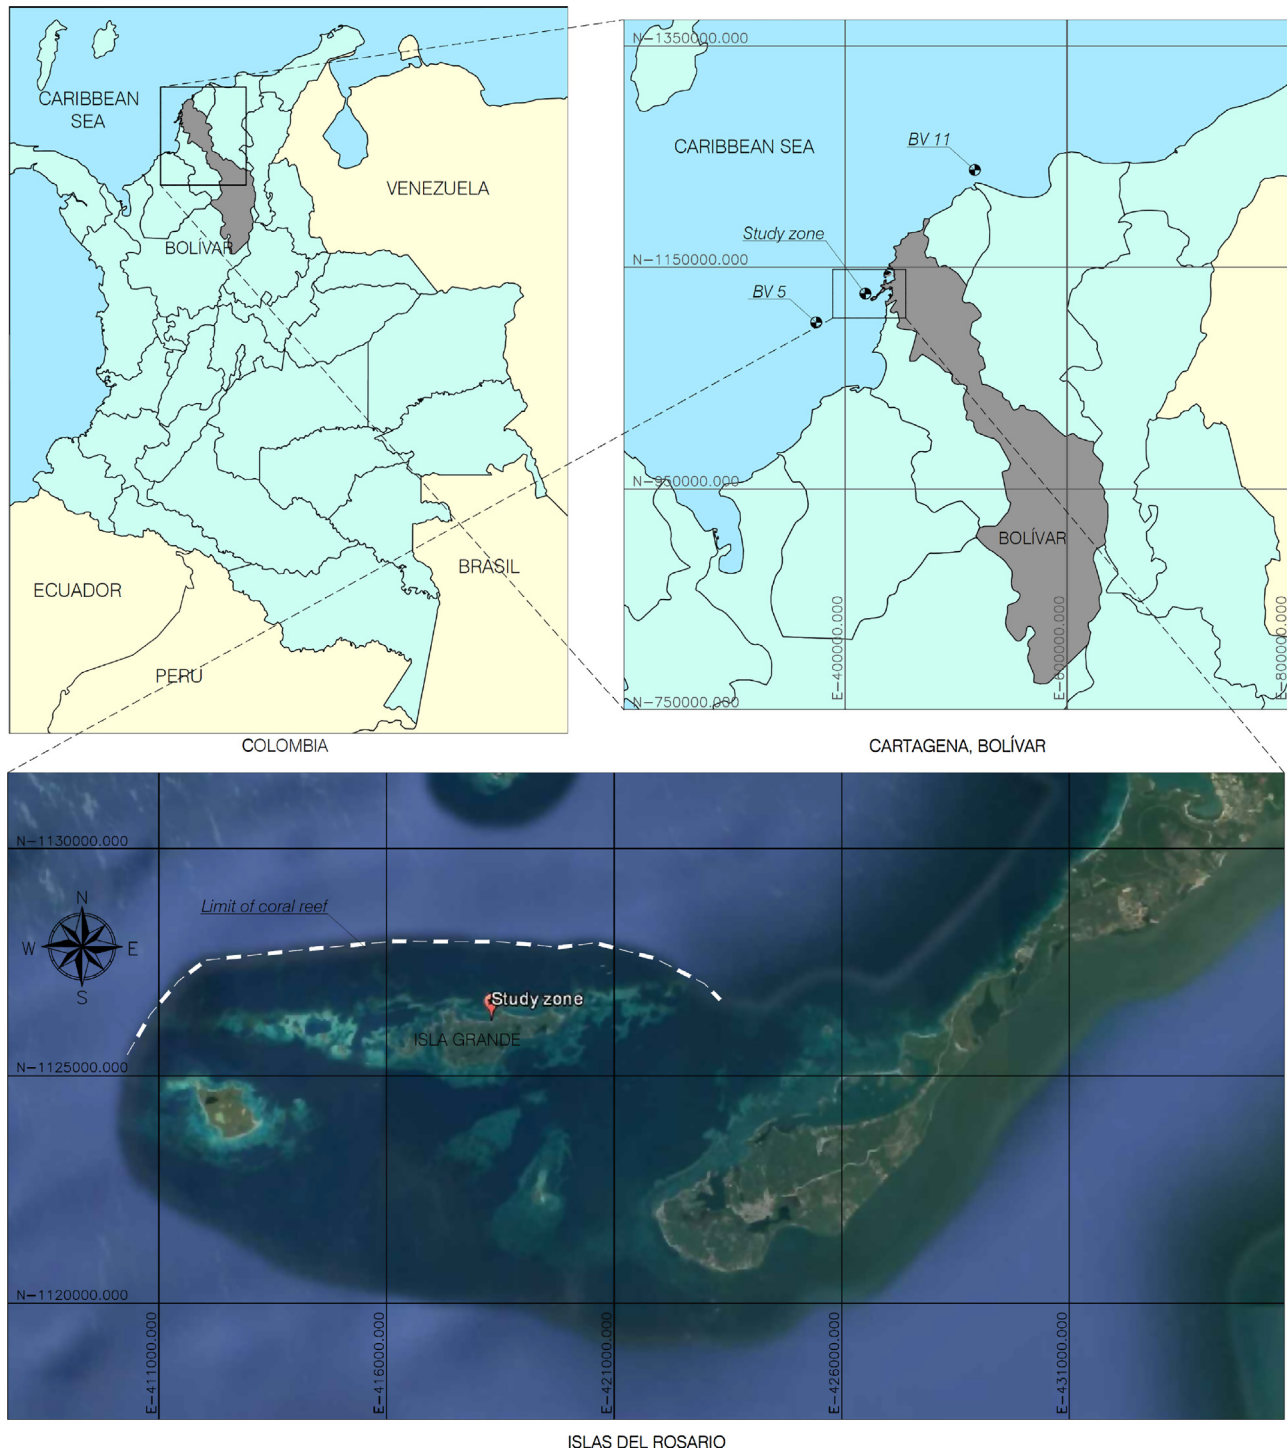 CARIBBEAN
SEA
VENEZUELA
BOLÍVAR
ECUADOR
BRASIL
PERU
COLOMBIA
N-1350000.000
CARIBBEAN SEA
BV 11
Study zone
N-1150000.000
BV 5
N-950000.000
BOLÍVAR
E-400000.000
E-600000.000
E-800000.000
N-750000.000
CARTAGENA, BOLÍVAR
N-1130000.000
Limit of coral reef
N
W
E
S
Study zone
ISLA GRANDE
N-1125000.000
N-1120000.000
E-411000.000
E-416000.000
E-421000.000
E-426000.000
E-431000.000
ISLAS DEL ROSARIO